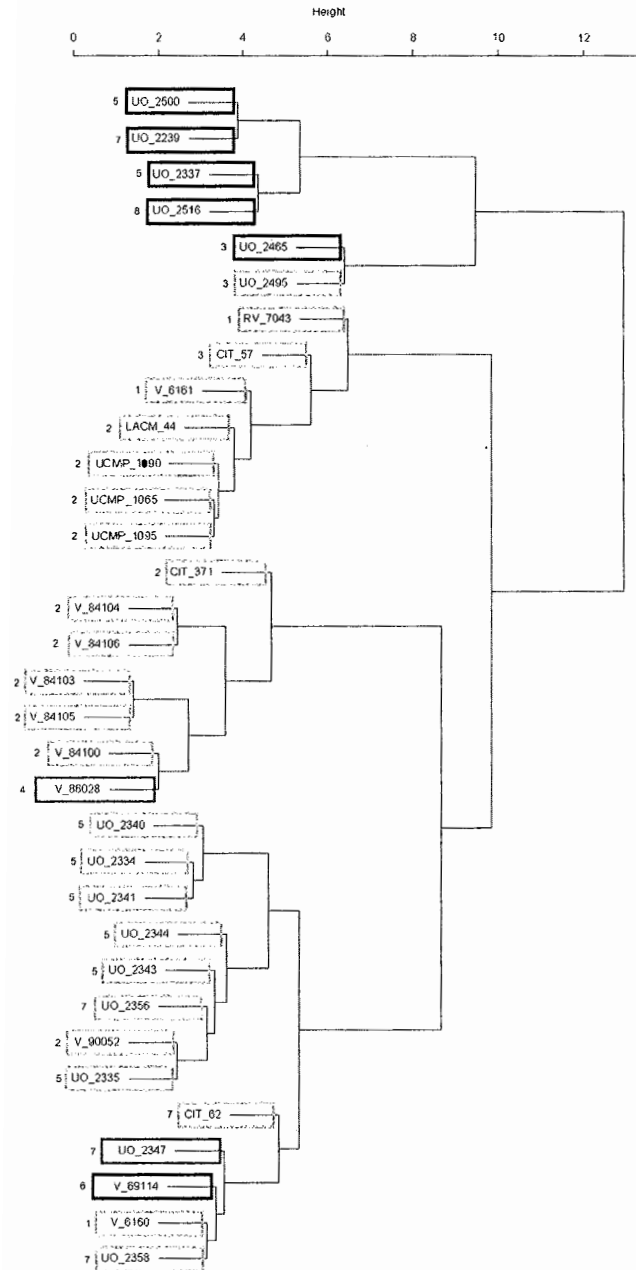 Height
0 2 4 6 8 10 12
5 UO_2500
7 UO_2239
5 UO_2337
8 UO_2516
3 UO_2465
3 UO_2495
1 RV_7043
3 CIT_57
1 V_6161
2 LACM_44
2 UCMP_1090
2 UCMP_1065
2 UCMP_1095
2 CIT_371
2 V_84104
2 V_84106
2 V_84103
2 V_84105
2 V_84100
4 V_86028
5 UO_2340
5 UO_2334
5 UO_2341
5 UO_2344
5 UO_2343
7 UO_2356
2 V_90052
5 UO_2335
7 CIT_62
7 UO_2347
6 V_69114
1 V_6160
7 UO_2358